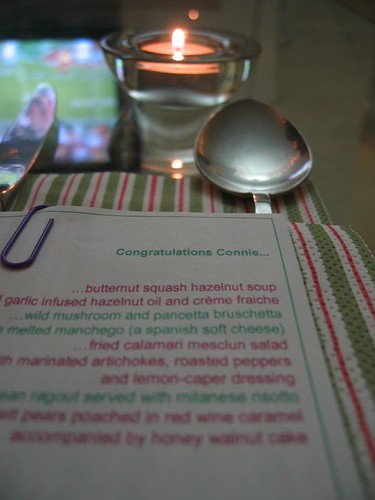 Congratulations Connie...
...butternut squash hazelnut soup
garlic infused hazelnut oil and crème fraiche
...wild mushroom and pancetta bruschetta
melted manchego (a spanish soft cheese)
...fried calamari mesclun salad
marinated artichokes, roasted peppers
and lemon-caper dressing
ragout served with milanese risotto
pears poached in red wine caramel
accompanied by honey walnut cake